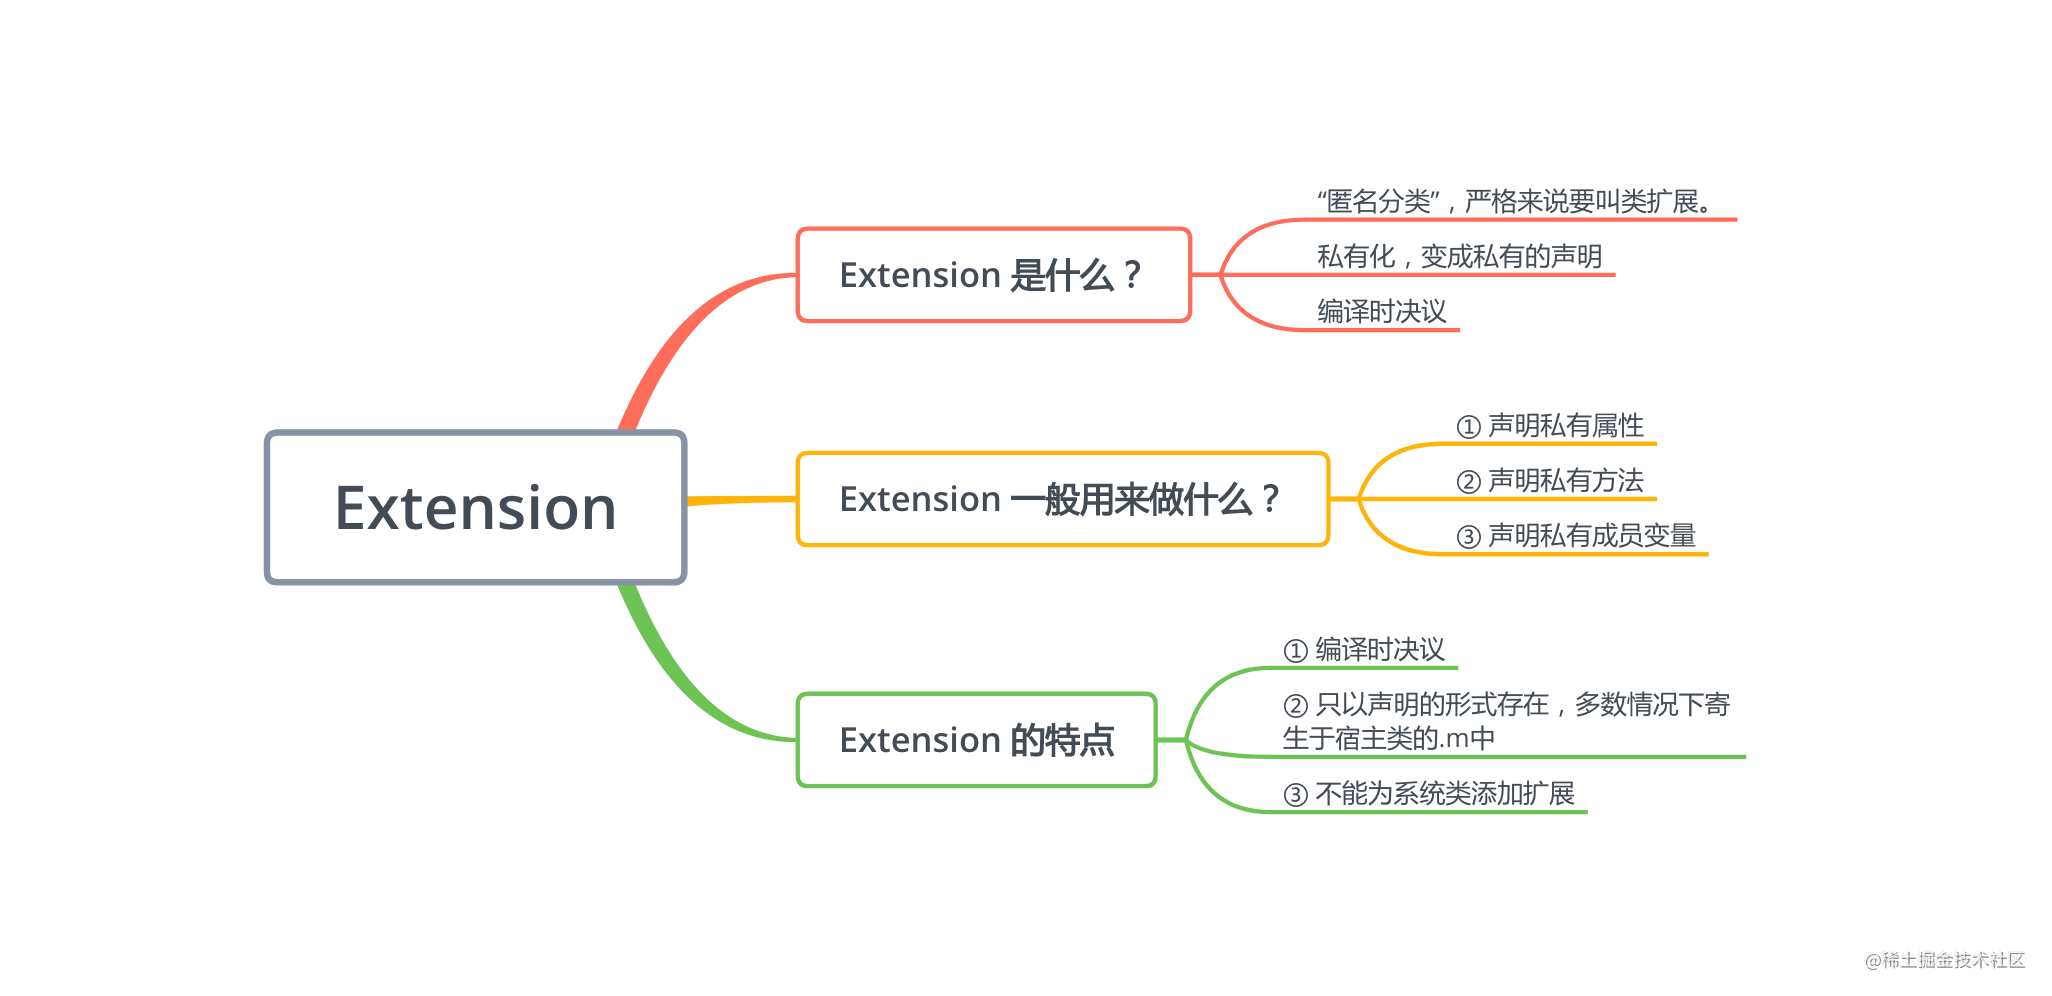 Extension
Extension 是什么？
“匿名分类”，严格来说要叫类扩展。
私有化，变成私有的声明
编译时决议
Extension 一般用来做什么？
① 声明私有属性
② 声明私有方法
③ 声明私有成员变量
Extension 的特点
① 编译时决议
② 只以声明的形式存在，多数情况下寄
生于宿主类的.m中
③ 不能为系统类添加扩展
@稀土掘金技术社区